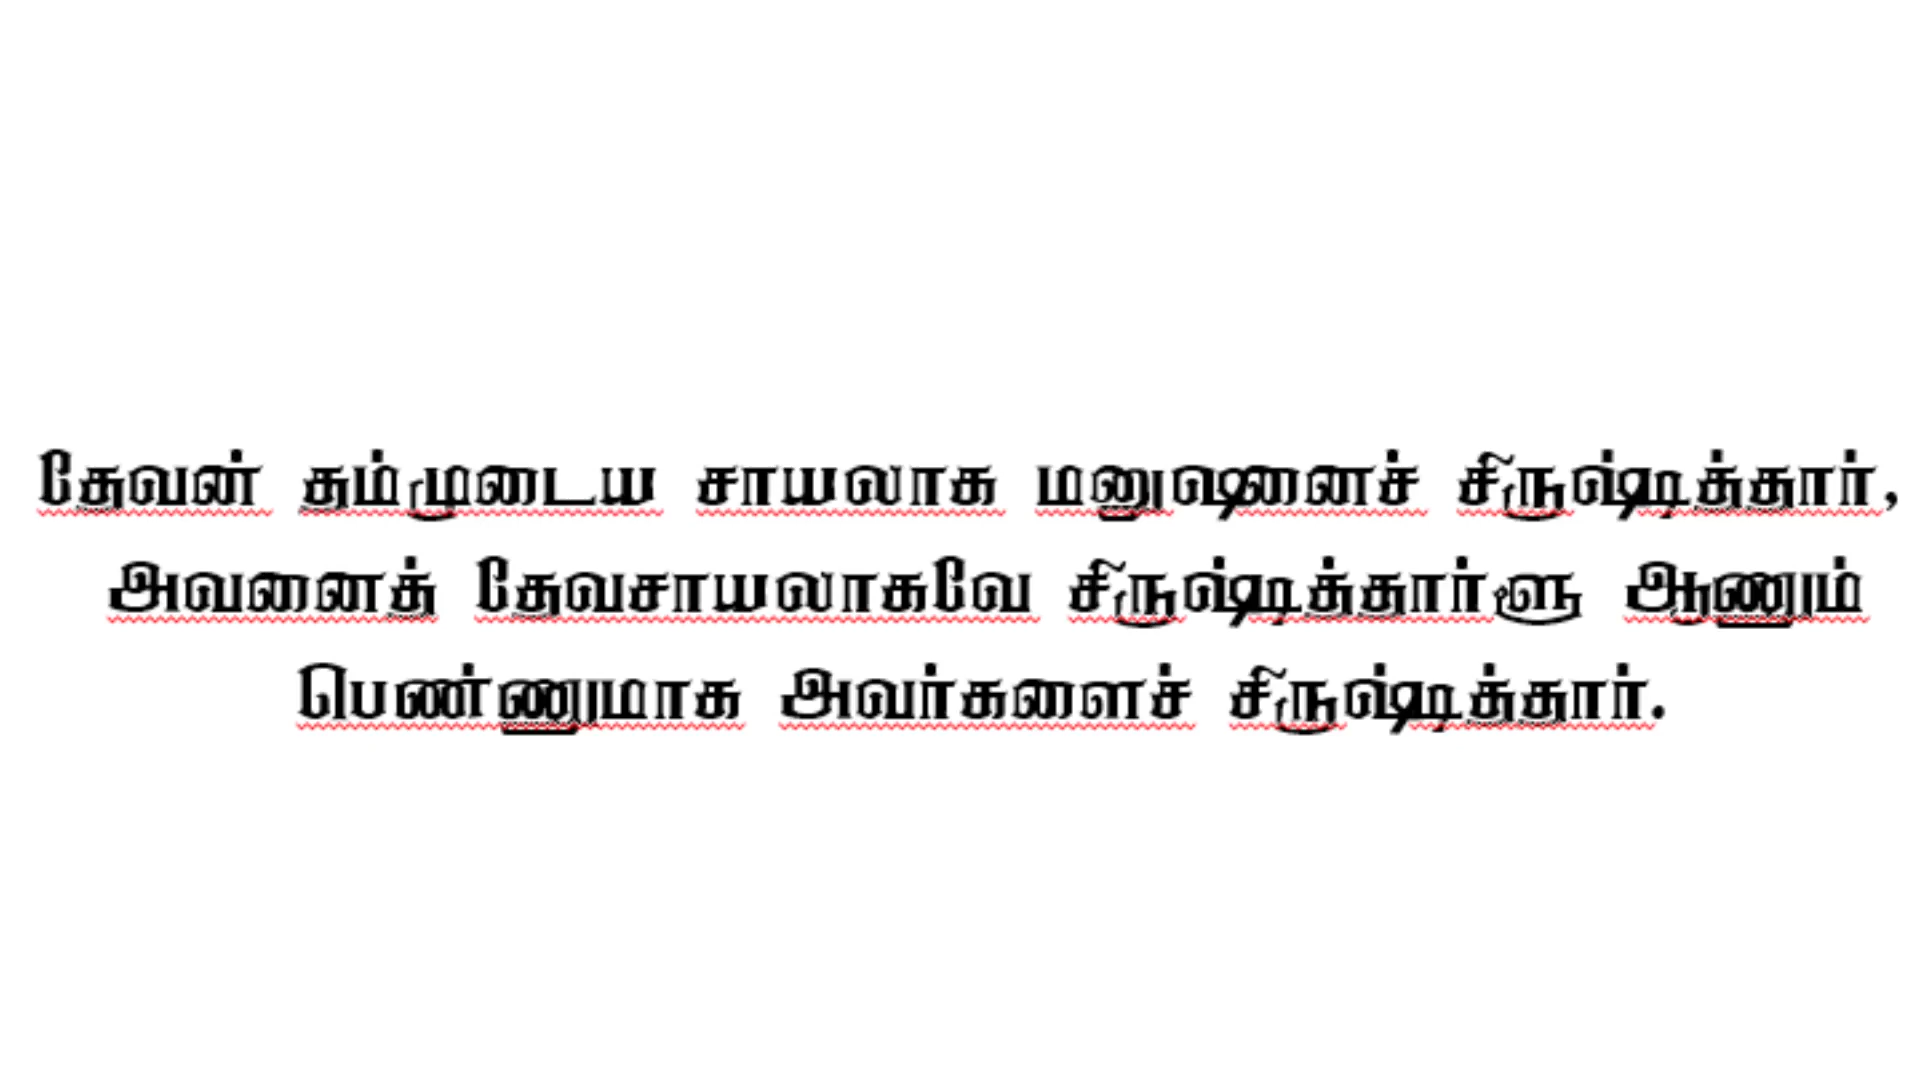 தேவன் தம்முடைய சாயலாக மனுஷனைச் சிருஷ்டித்தார்,
அவனைத் தேவசாயலாகவே சிருஷ்டித்தார்ளு ஆணும்
பெண்ணுமாக அவர்களைச் சிருஷ்டித்தார்.